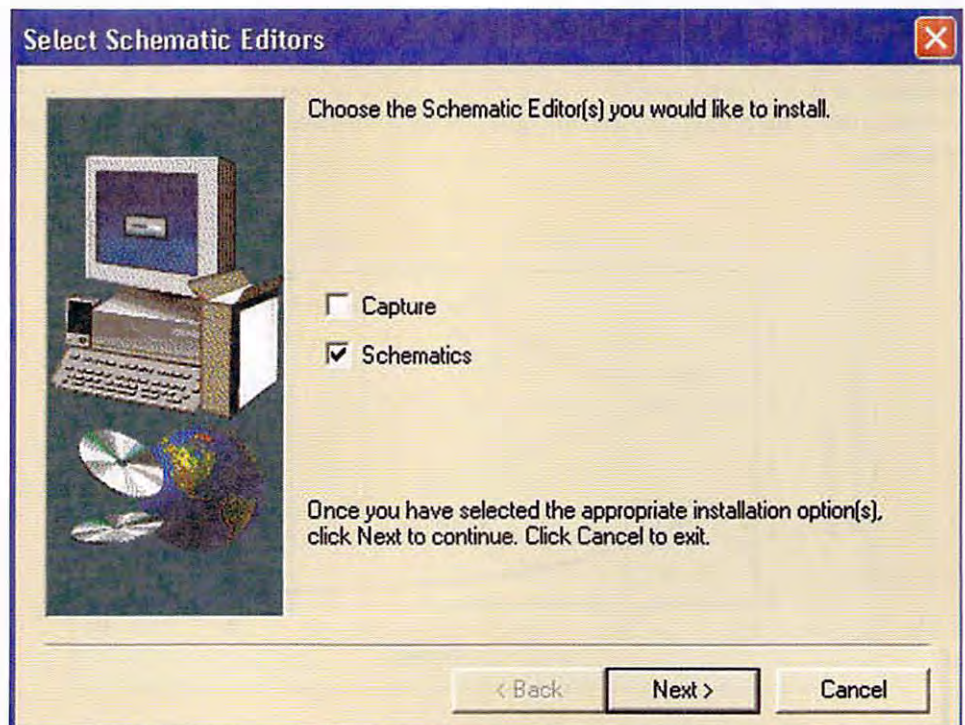 Select Schematic Editors
Choose the Schematic Editor(s) you would like to install.
Capture
Schematics
Once you have selected the appropriate installation option(s),
click Next to continue. Click Cancel to exit.
< Back
Next >
Cancel